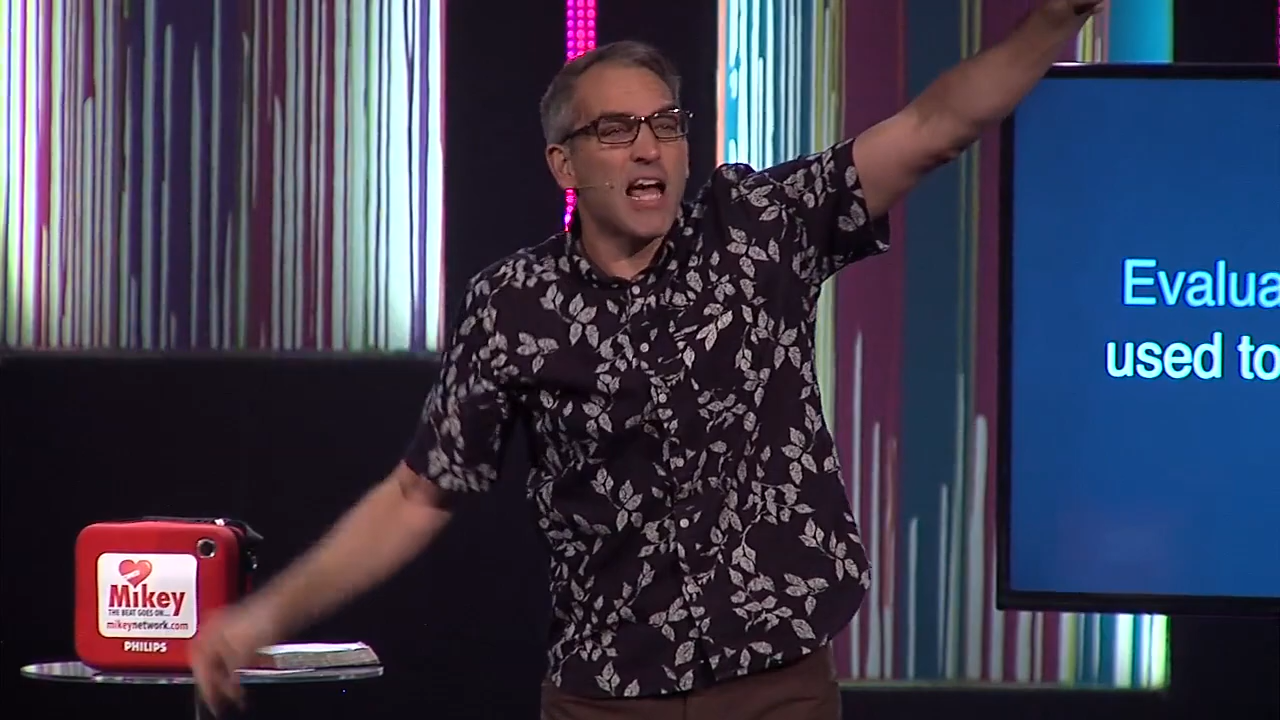 Mikey
THE BEAT GOES ON...
mikeynetwork.com
PHILIPS
Evalua
used to